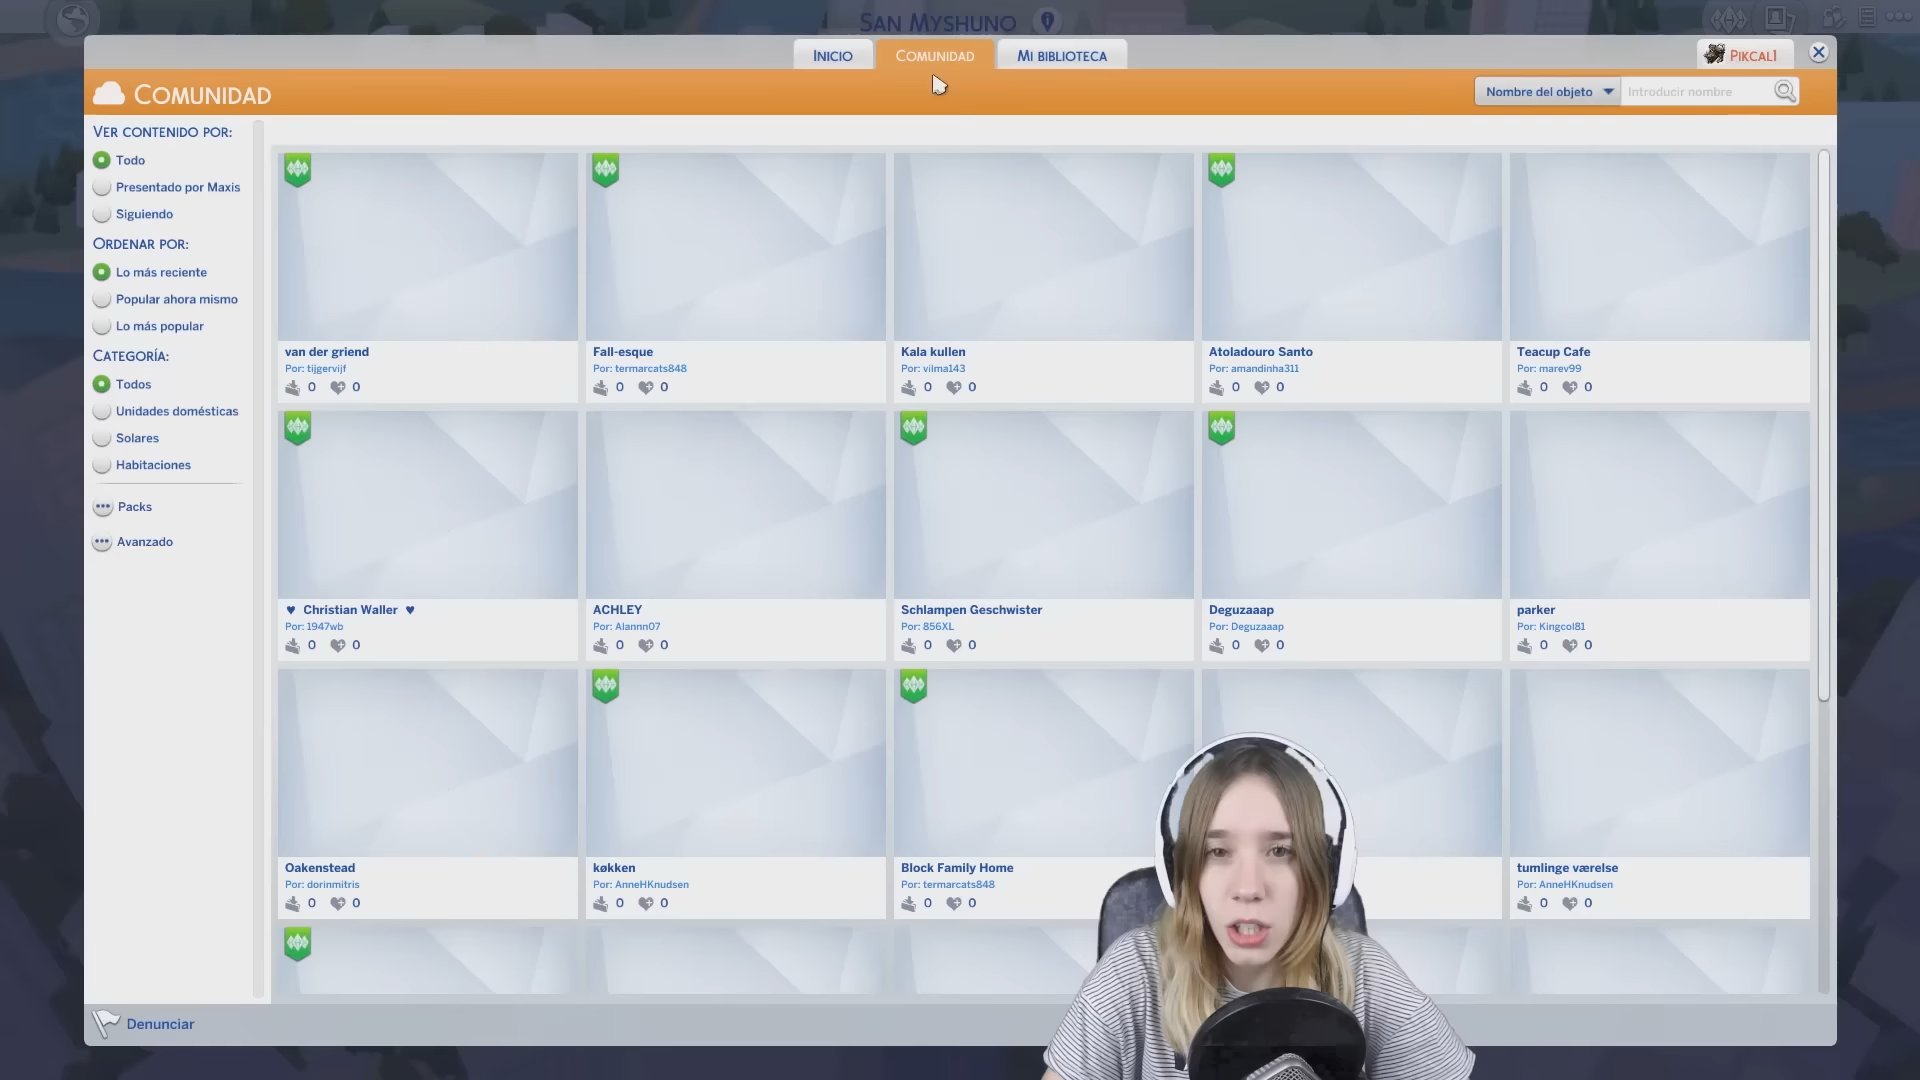 San Myshuno
Inicio
Comunidad
Mi biblioteca
Pikcal1
Comunidad
Nombre del objeto
Introducir nombre
Ver contenido por:
Todo
Presentado por Maxis
Siguiendo
Ordenar por:
Lo más reciente
Popular ahora mismo
Lo más popular
Categoría:
Todos
Unidades domésticas
Solares
Habitaciones
Packs
Avanzado
van der griend
Por: tijgervijf
0 0
Fall-esque
Por: termarcats848
0 0
Kala kullen
Por: vilma143
0 0
Atoladouro Santo
Por: amandinha311
0 0
Teacup Cafe
Por: marev99
0 0
♥ Christian Waller ♥
Por: 1947wb
0 0
ACHLEY
Por: Alannn07
0 0
Schlampen Geschwister
Por: 856XL
0 0
Deguzaaap
Por: Deguzaaap
0 0
parker
Por: Kingcol81
0 0
Oakenstead
Por: dorinmitris
0 0
køkken
Por: AnneHKnudsen
0 0
Block Family Home
Por: termarcats848
0 0
tumlinge værelse
Por: AnneHKnudsen
0 0
Denunciar